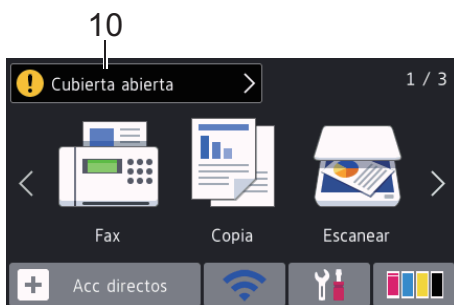 10
Cubierta abierta
1 / 3
Fax
Copia
Escanear
Acc directos